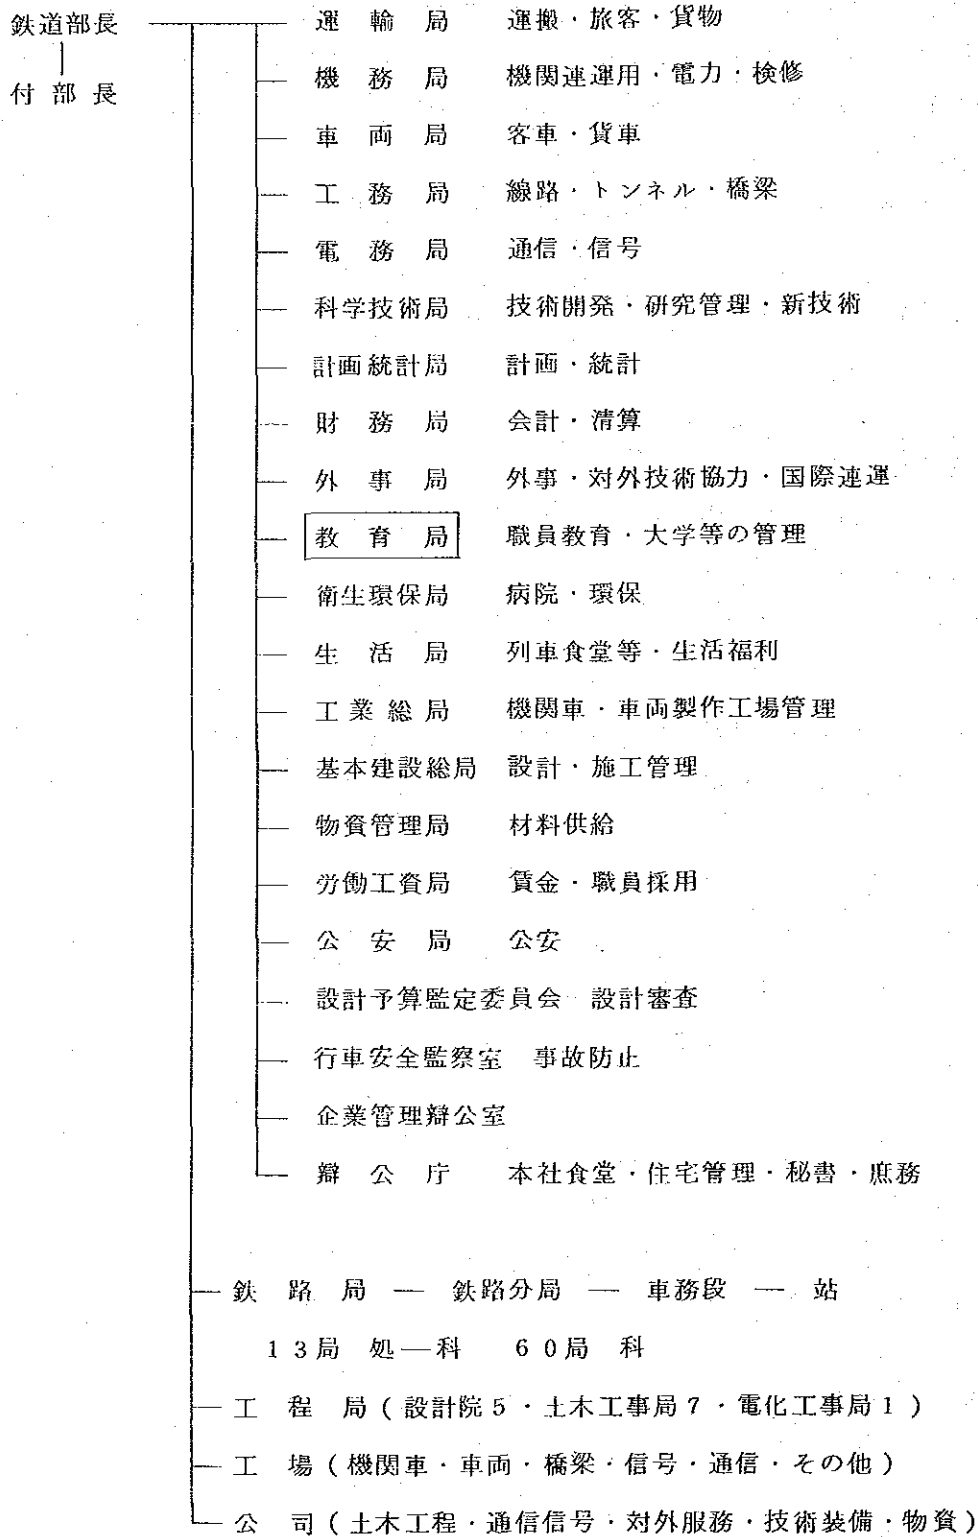 鉄道部長 運輸局 運搬・旅客・貨物
付部長 機務局 機関連運用・電力・検修
車両局 客車・貨車
工務局 線路・トンネル・橋梁
電務局 通信・信号
科学技術局 技術開発・研究管理・新技術
計画統計局 計画・統計
財務局 会計・清算
外事局 外事・対外技術協力・国際連運
教育局 職員教育・大学等の管理
衛生環保局 病院・環保
生活局 列車食堂等・生活福利
工業総局 機関車・車両製作工場管理
基本建設総局 設計・施工管理
物資管理局 材料供給
労働工資局 賃金・職員採用
公安局 公安
設計予算監定委員会 設計審査
行車安全監察室 事故防止
企業管理辦公室
辦公庁 本社食堂・住宅管理・秘書・庶務
鉄路局 — 鉄路分局 — 車務段 — 站
13局 処—科 60局 科
工程局(設計院5・土木工事局7・電化工事局1)
工場(機関車・車両・橋梁・信号・通信・その他)
公司(土木工程・通信信号・対外服務・技術装備・物資)